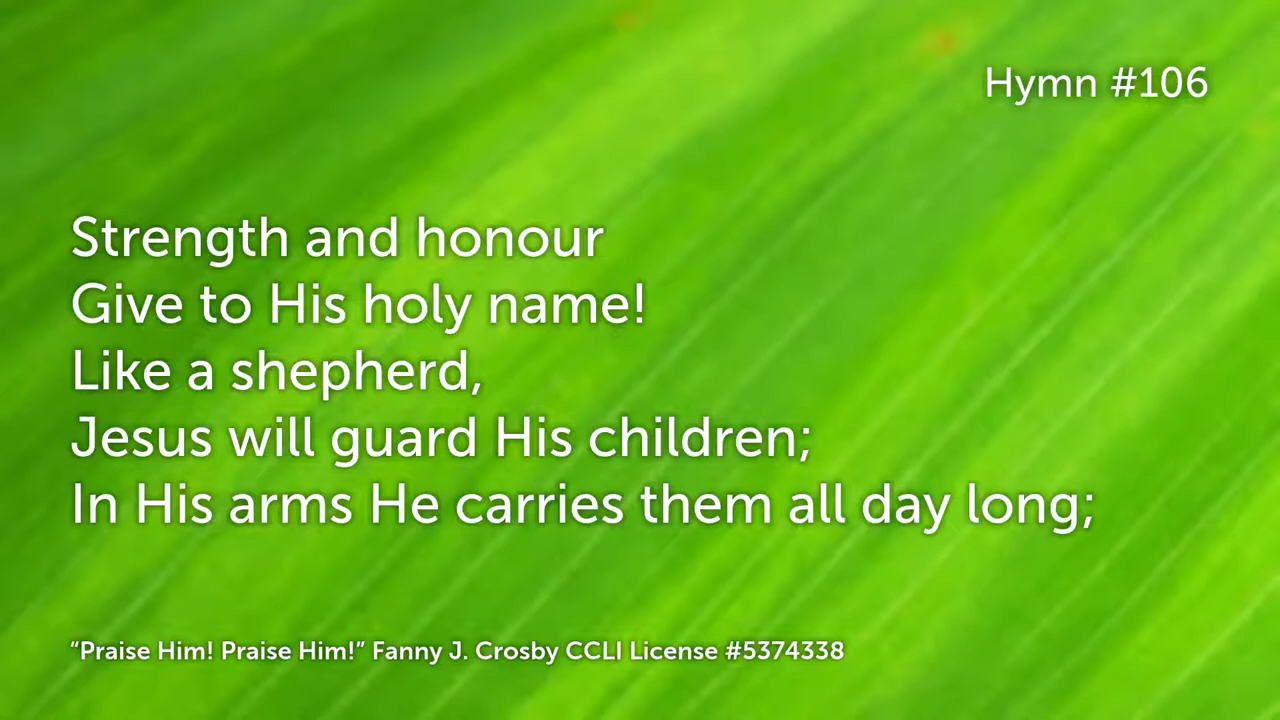 Hymn #106
Strength and honour
Give to His holy name!
Like a shepherd,
Jesus will guard His children;
In His arms He carries them all day long;
“Praise Him! Praise Him!” Fanny J. Crosby CCLI License #5374338